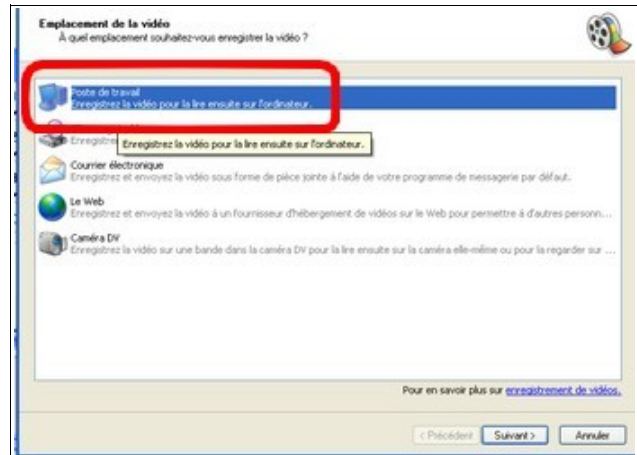 Emplacement de la vidéo
À quel emplacement souhaitez-vous enregistrer la vidéo ?
Poste de travail
Enregistrez la vidéo pour la lire ensuite sur l'ordinateur.
Enregistre
Enregistrez la vidéo pour la lire ensuite sur l'ordinateur.
Courrier électronique
Enregistrez et envoyez la vidéo sous forme de pièce jointe à l'aide de votre programme de messagerie par défaut.
Le Web
Enregistrez et envoyez la vidéo à un fournisseur d'hébergement de vidéos sur le Web pour permettre à d'autres personn...
Caméra DV
Enregistrez la vidéo sur une bande dans la caméra DV pour la lire ensuite sur la caméra elle-même ou pour la regarder sur ...
Pour en savoir plus sur enregistrement de vidéos.
< Précédent Suivant > Annuler